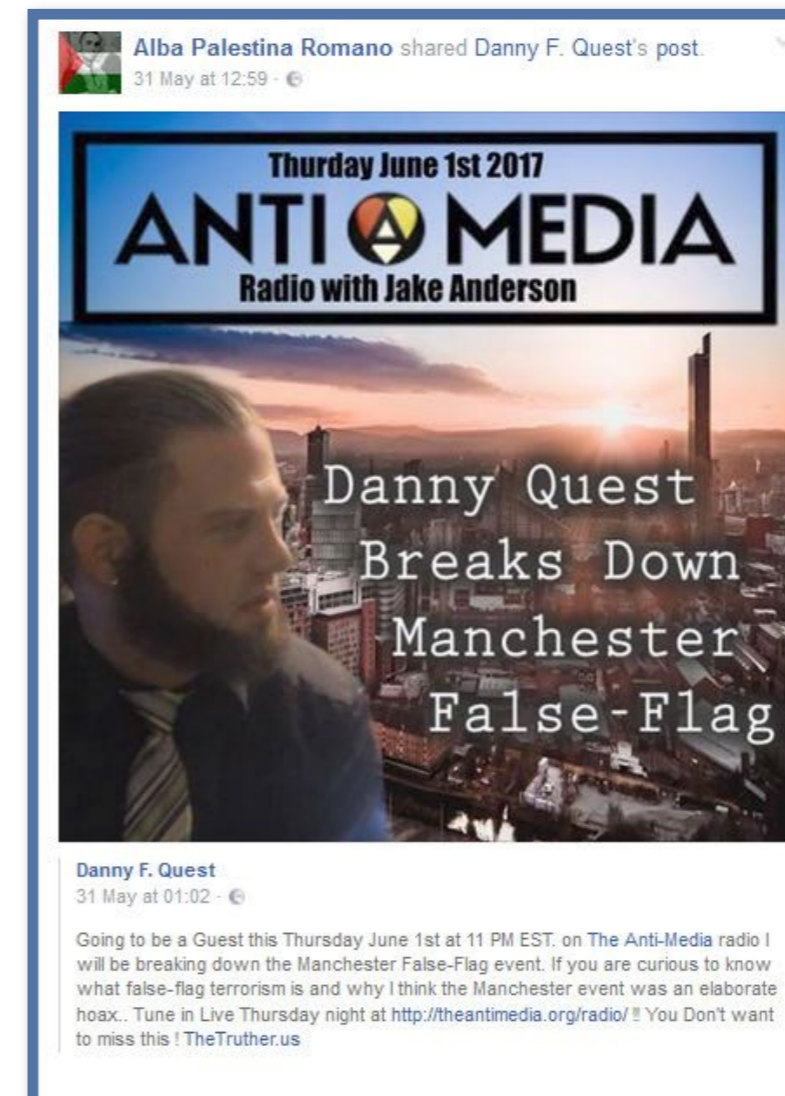 Alba Palestina Romano shared Danny F. Quest's post.
31 May at 12:59 ·
Thurday June 1st 2017
ANTI A MEDIA
Radio with Jake Anderson
Danny Quest
Breaks Down
Manchester
False-Flag
Danny F. Quest
31 May at 01:02 ·
Going to be a Guest this Thursday June 1st at 11 PM EST. on The Anti-Media radio I
will be breaking down the Manchester False-Flag event. If you are curious to know
what false-flag terrorism is and why I think the Manchester event was an elaborate
hoax.. Tune in Live Thursday night at http://theantimedia.org/radio/ !! You Don't want
to miss this ! TheTruther.us